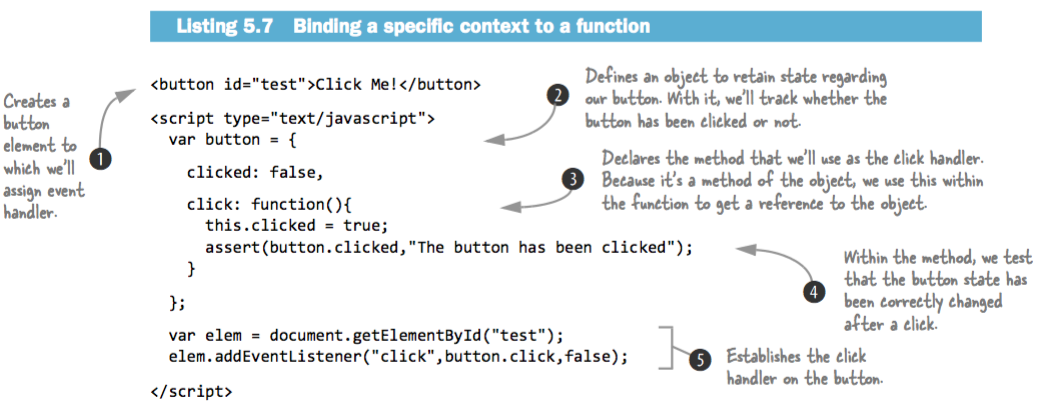 Listing 5.7 Binding a specific context to a function
<button id="test">Click Me!</button>
<script type="text/javascript">
var button = {
clicked: false,
click: function(){
this.clicked = true;
assert(button.clicked,"The button has been clicked");
}
};
var elem = document.getElementById("test");
elem.addEventListener("click",button.click,false);
</script>
Creates a
button
element to
which we'll
assign event
handler.
1
2
Defines an object to retain state regarding
our button. With it, we'll track whether the
button has been clicked or not.
3
Declares the method that we'll use as the click handler.
Because it's a method of the object, we use this within
the function to get a reference to the object.
4
Within the method, we test
that the button state has
been correctly changed
after a click.
5
Establishes the click
handler on the button.